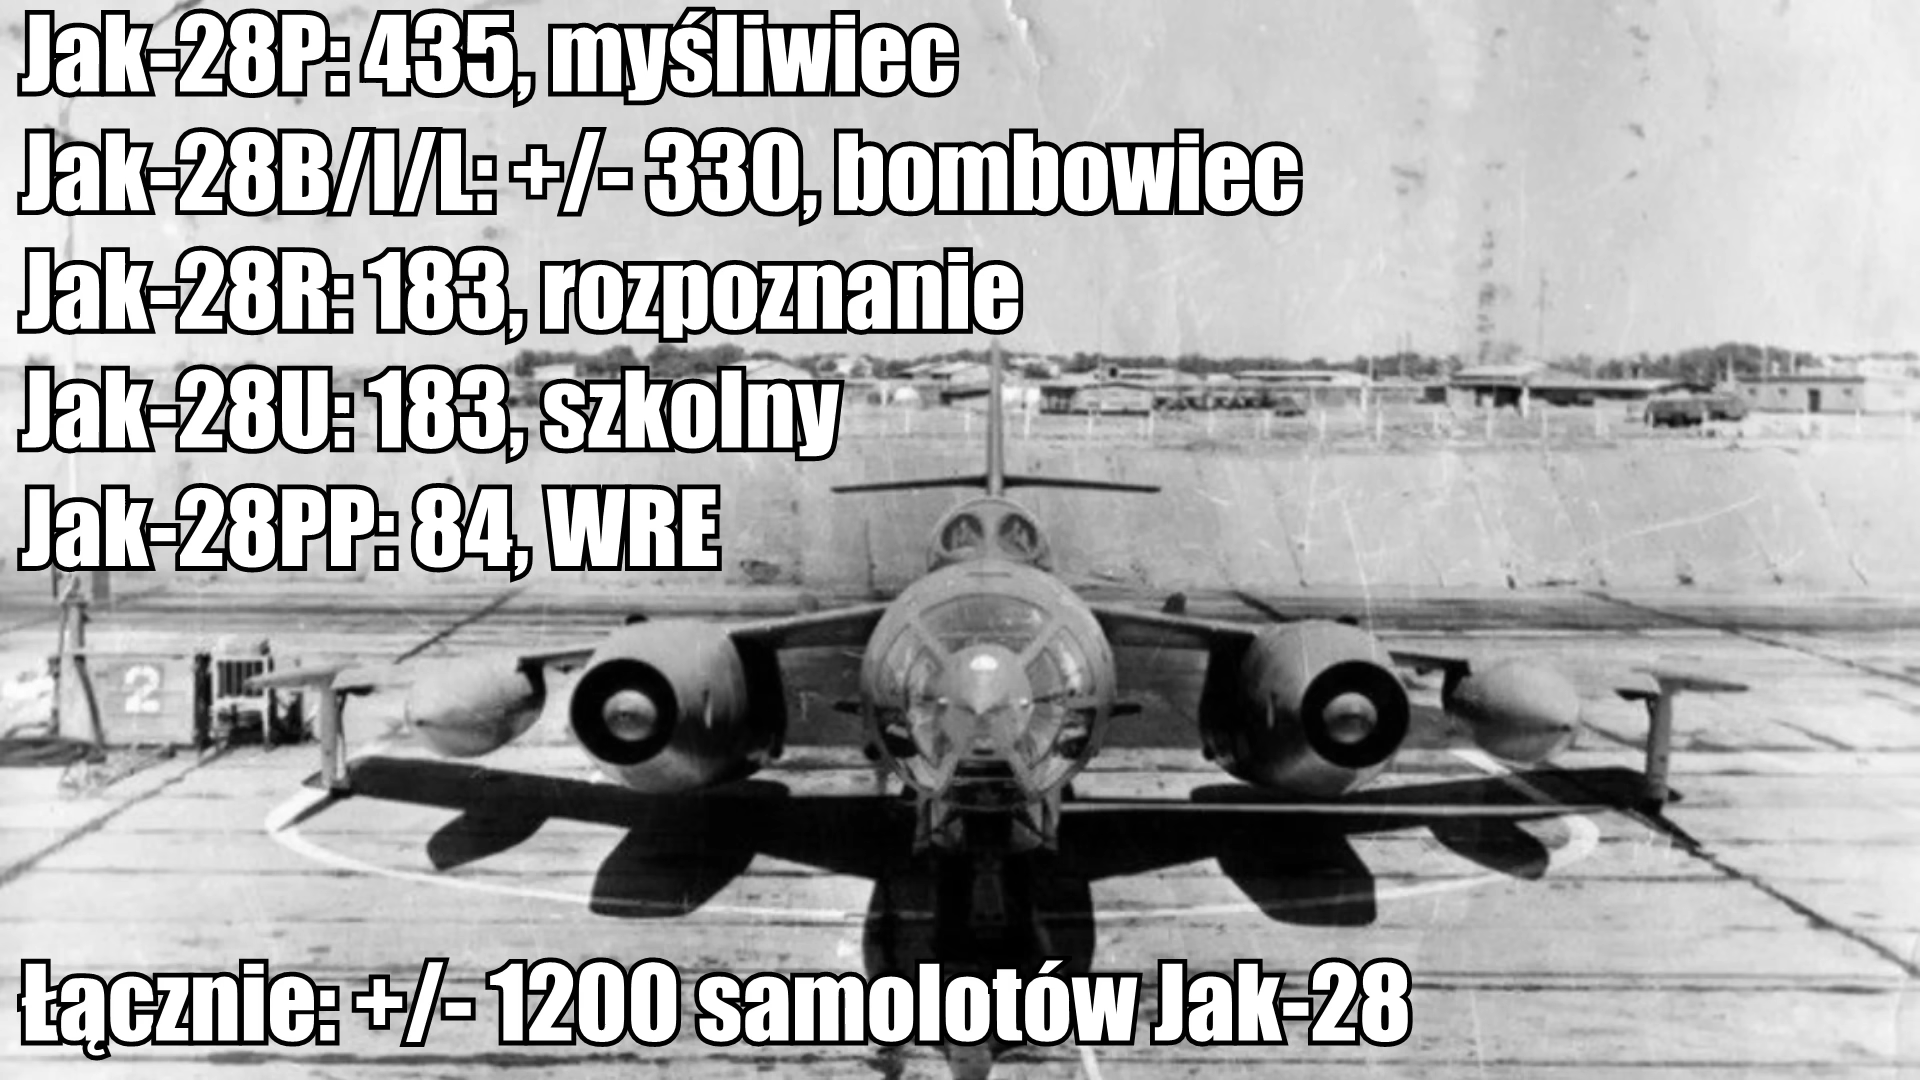 Jak-28P: 435, myśliwiec
Jak-28B/I/L: +/- 330, bombowiec
Jak-28R: 183, rozpoznanie
Jak-28U: 183, szkolny
Jak-28PP: 84, WRE
2
Łącznie: +/- 1200 samolotów Jak-28